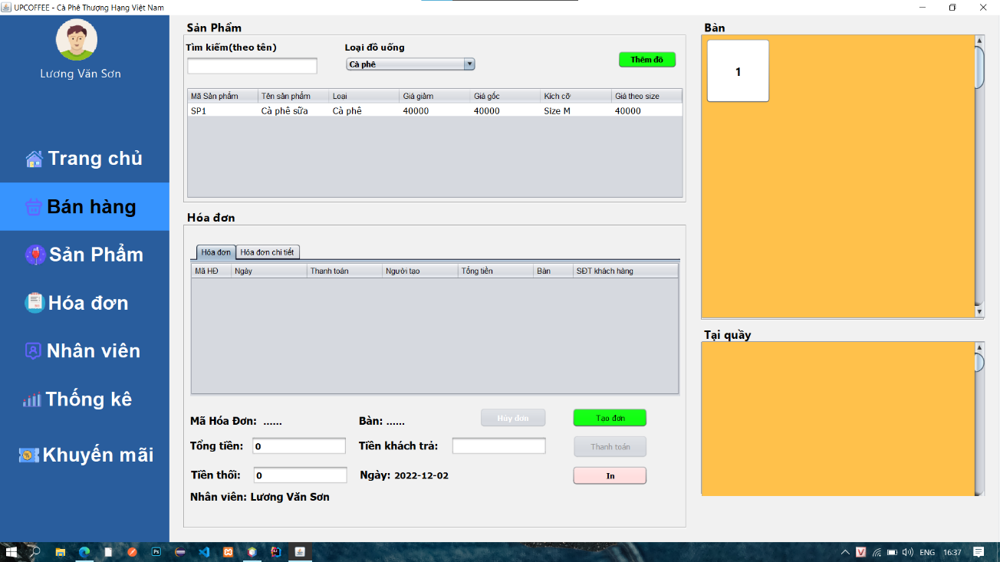 UPCOFFEE - Cà Phê Thượng Hạng Việt Nam
Lương Văn Sơn
Trang chủ
Bán hàng
Sản Phẩm
Hóa đơn
Nhân viên
Thống kê
Khuyến mãi
Sản Phẩm
Tìm kiếm(theo tên)
Loại đồ uống
Cà phê
Thêm đồ
Mã Sản phẩm Tên sản phẩm Loại Giá giảm Giá gốc Kích cỡ Giá theo size
SP1 Cà phê sữa Cà phê 40000 40000 Size M 40000
Hóa đơn
Hóa đơn Hóa đơn chi tiết
Mã HĐ Ngày Thanh toán Người tạo Tổng tiền Bàn SĐT khách hàng
Mã Hóa Đơn: ......
Bàn: ......
Hủy đơn
Tạo đơn
Tổng tiền: 0
Tiền khách trả:
Thanh toán
Tiền thối: 0
Ngày: 2022-12-02
In
Nhân viên: Lương Văn Sơn
Bàn
1
Tại quầy
Ps
V
ENG
16:37